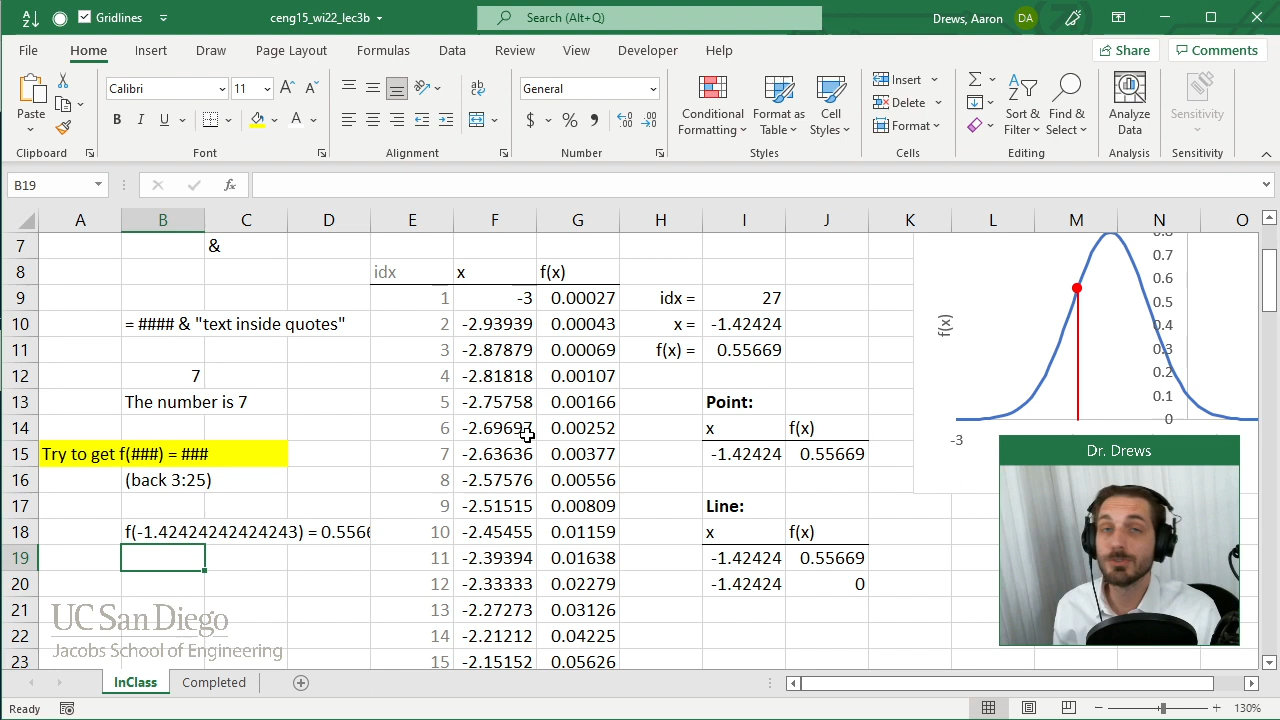 Gridlines
ceng15_wi22_lec3b
Search (Alt+Q)
Drews, Aaron
DA
File Home Insert Draw Page Layout Formulas Data Review View Developer Help
Share
Comments
Paste
Calibri 11
General
Conditional Formatting
Format as Table
Cell Styles
Insert
Delete
Format
Sort & Filter
Find & Select
Analyze Data
Sensitivity
Clipboard Font Alignment Number Styles Cells Editing Analysis Sensitivity
B19
fx
A B C D E F G H I J K L M N O
7 &
8 idx x f(x)
9 1 -3 0.00027 idx = 27
10 = #### & "text inside quotes" 2 -2.93939 0.00043 x = -1.42424
11 3 -2.87879 0.00069 f(x) = 0.55669
12 7 4 -2.81818 0.00107
13 The number is 7 5 -2.75758 0.00166 Point:
14 6 -2.69697 0.00252 x f(x)
15 Try to get f(###) = ### 7 -2.63636 0.00377 -1.42424 0.55669
16 (back 3:25) 8 -2.57576 0.00556
17 9 -2.51515 0.00809 Line:
18 f(-1.42424242424243) = 0.556 10 -2.45455 0.01159 x f(x)
19 11 -2.39394 0.01638 -1.42424 0.55669
20 12 -2.33333 0.02279 -1.42424 0
21 13 -2.27273 0.03126
22 14 -2.21212 0.04225
23 15 -2.15152 0.05626
0.8
0.7
0.6
0.5
0.4
0.3
0.2
0.1
0
f(x)
-3
Dr. Drews
UC San Diego
Jacobs School of Engineering
InClass Completed
Ready
130%